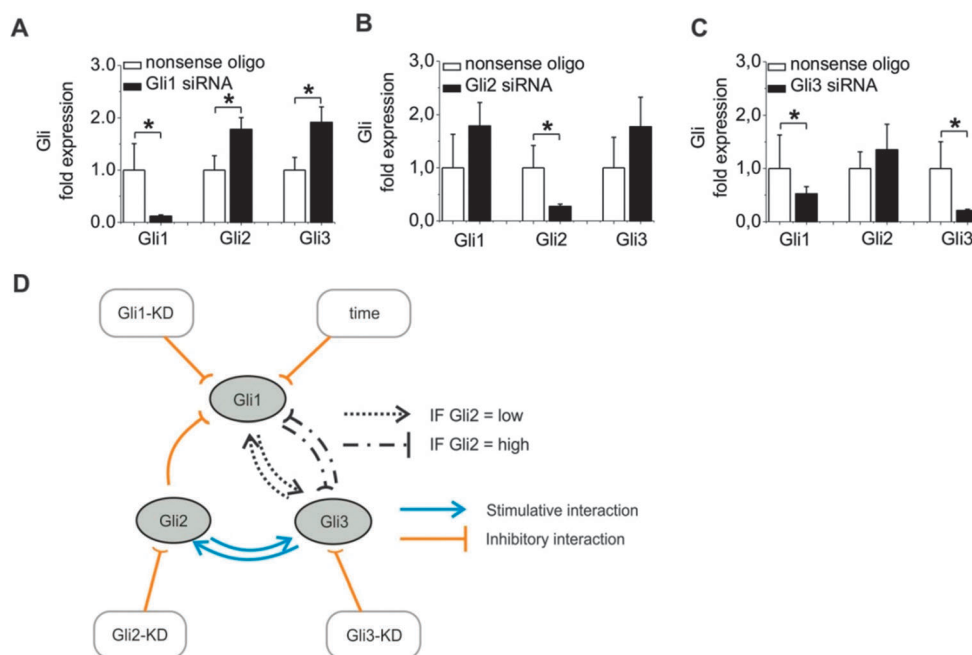 A
nonsense oligo
Gli1 siRNA
Gli
fold expression
3.0
2.0
1.0
0.0
*
*
*
Gli1 Gli2 Gli3
B
nonsense oligo
Gli2 siRNA
Gli
fold expression
3,0
2,0
1,0
0,0
*
Gli1 Gli2 Gli3
C
nonsense oligo
Gli3 siRNA
Gli
fold expression
3,0
2,0
1,0
0,0
*
*
Gli1 Gli2 Gli3
D
Gli1-KD
time
Gli1
IF Gli2 = low
IF Gli2 = high
Gli2
Gli3
Stimulative interaction
Inhibitory interaction
Gli2-KD
Gli3-KD